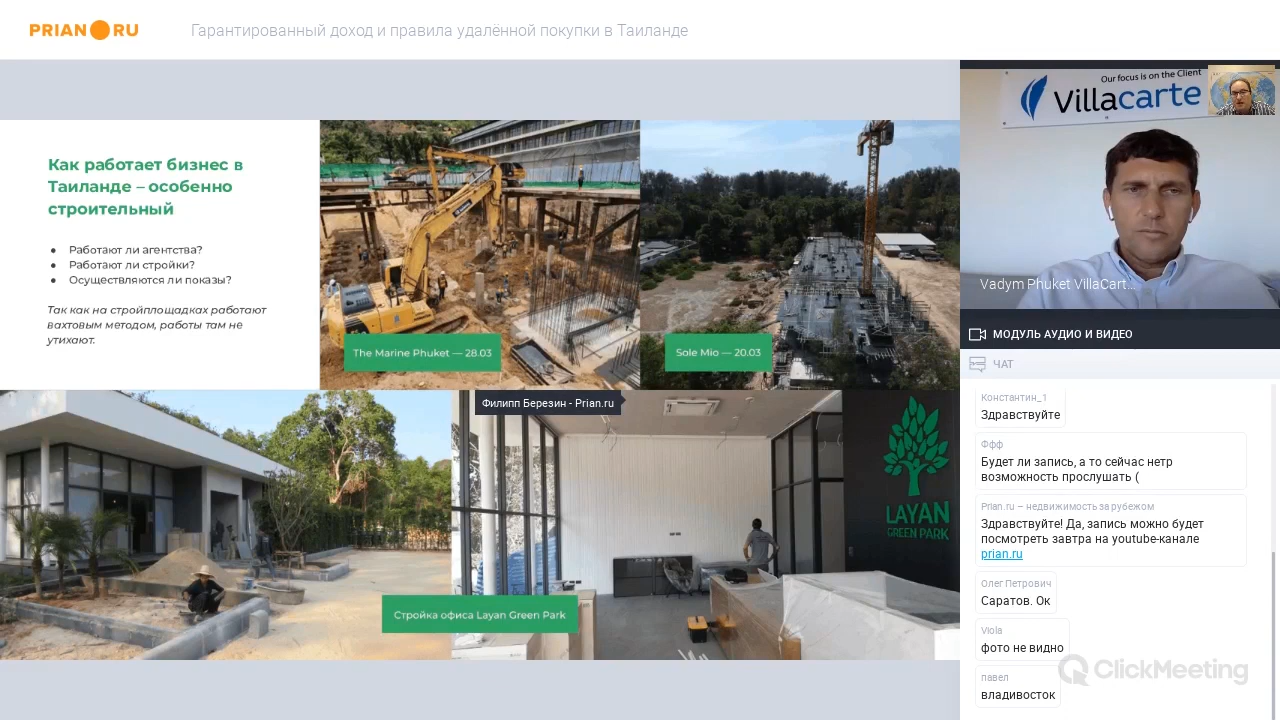 PRIAN RU
Гарантированный доход и правила удалённой покупки в Таиланде
Как работает бизнес в
Таиланде – особенно
строительный
● Работают ли агентства?
● Работают ли стройки?
● Осуществляются ли показы?
Так как на стройплощадках работают
вахтовым методом, работы там не
утихают.
The Marine Phuket — 28.03
Sole Mio — 20.03
Филипп Березин - Prian.ru
LAYAN
GREEN PARK
Стройка офиса Layan Green Park
Our focus is on the Client
Villacarte
Vadym Phuket VillaCart...
МОДУЛЬ АУДИО И ВИДЕО
ЧАТ
Константин_1
Здравствуйте
Ффф
Будет ли запись, а то сейчас нетр
возможность прослушать (
Prian.ru – недвижимость за рубежом
Здравствуйте! Да, запись можно будет
посмотреть завтра на youtube-канале
prian.ru
Олег Петрович
Саратов. Ок
Viola
фото не видно
павел
владивосток
ClickMeeting